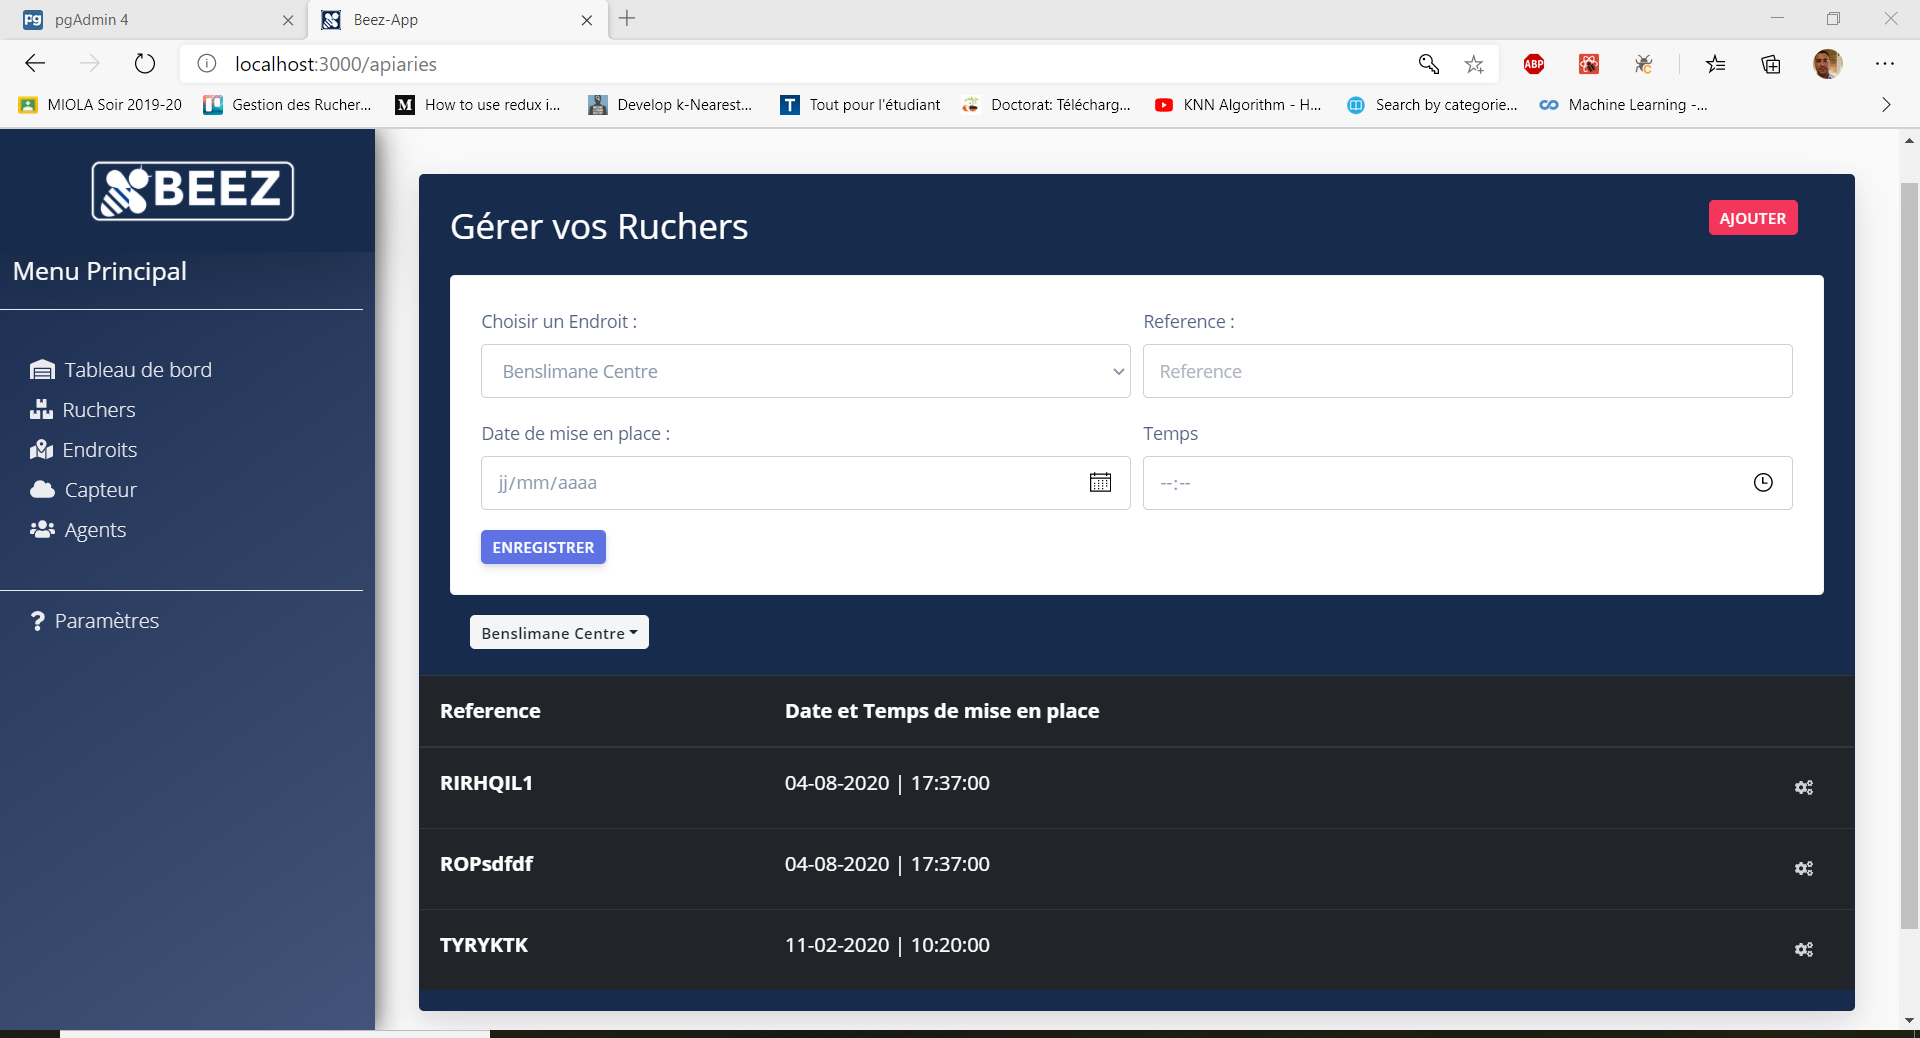 pgAdmin 4
Beez-App
localhost:3000/apiaries
ABP
MIOLA Soir 2019-20
Gestion des Rucher...
How to use redux i...
Develop k-Nearest...
Tout pour l'étudiant
Doctorat: Télécharg...
KNN Algorithm - H...
Search by categorie...
Machine Learning -...
BEEZ
Menu Principal
Tableau de bord
Ruchers
Endroits
Capteur
Agents
? Paramètres
Gérer vos Ruchers
AJOUTER
Choisir un Endroit :
Reference :
Benslimane Centre
Reference
Date de mise en place :
Temps
jj/mm/aaaa
--:--
ENREGISTRER
Benslimane Centre
Reference
Date et Temps de mise en place
RIRHQIL1
04-08-2020 | 17:37:00
ROPsdfdf
04-08-2020 | 17:37:00
TYRYKTK
11-02-2020 | 10:20:00